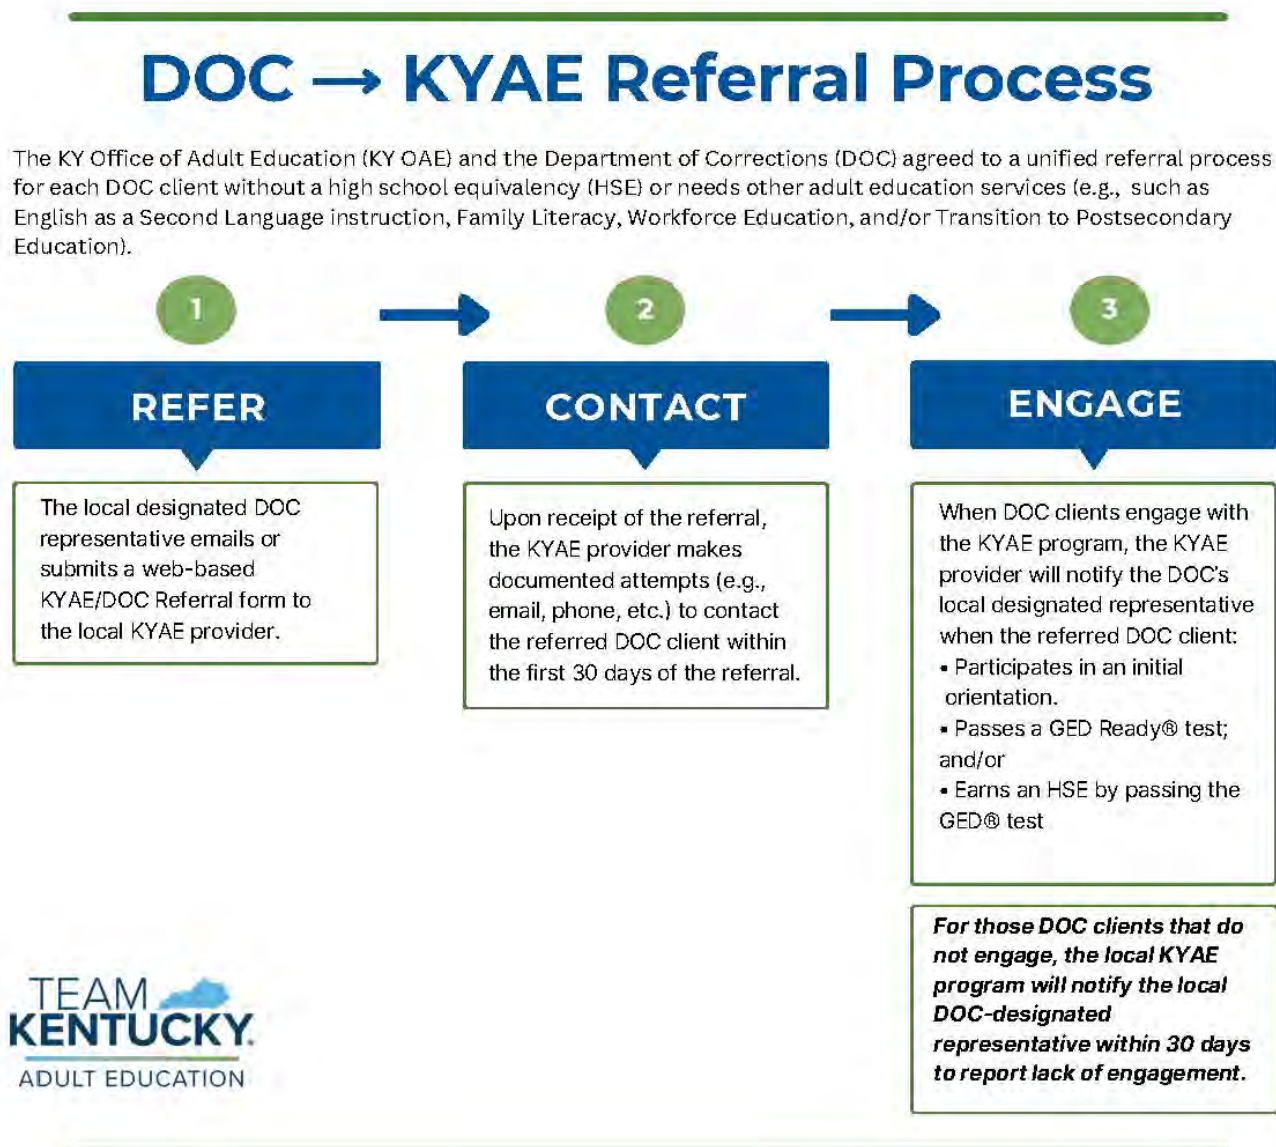 DOC → KYAE Referral Process
The KY Office of Adult Education (KY OAE) and the Department of Corrections (DOC) agreed to a unified referral process
for each DOC client without a high school equivalency (HSE) or needs other adult education services (e.g., such as
English as a Second Language instruction, Family Literacy, Workforce Education, and/or Transition to Postsecondary
Education).
1
REFER
The local designated DOC
representative emails or
submits a web-based
KYAE/DOC Referral form to
the local KYAE provider.
2
CONTACT
Upon receipt of the referral,
the KYAE provider makes
documented attempts (e.g.,
email, phone, etc.) to contact
the referred DOC client within
the first 30 days of the referral.
3
ENGAGE
When DOC clients engage with
the KYAE program, the KYAE
provider will notify the DOC's
local designated representative
when the referred DOC client:
▪ Participates in an initial
orientation.
▪ Passes a GED Ready® test;
and/or
▪ Earns an HSE by passing the
GED® test
For those DOC clients that do
not engage, the local KYAE
program will notify the local
DOC-designated
representative within 30 days
to report lack of engagement.
TEAM
KENTUCKY.
ADULT EDUCATION